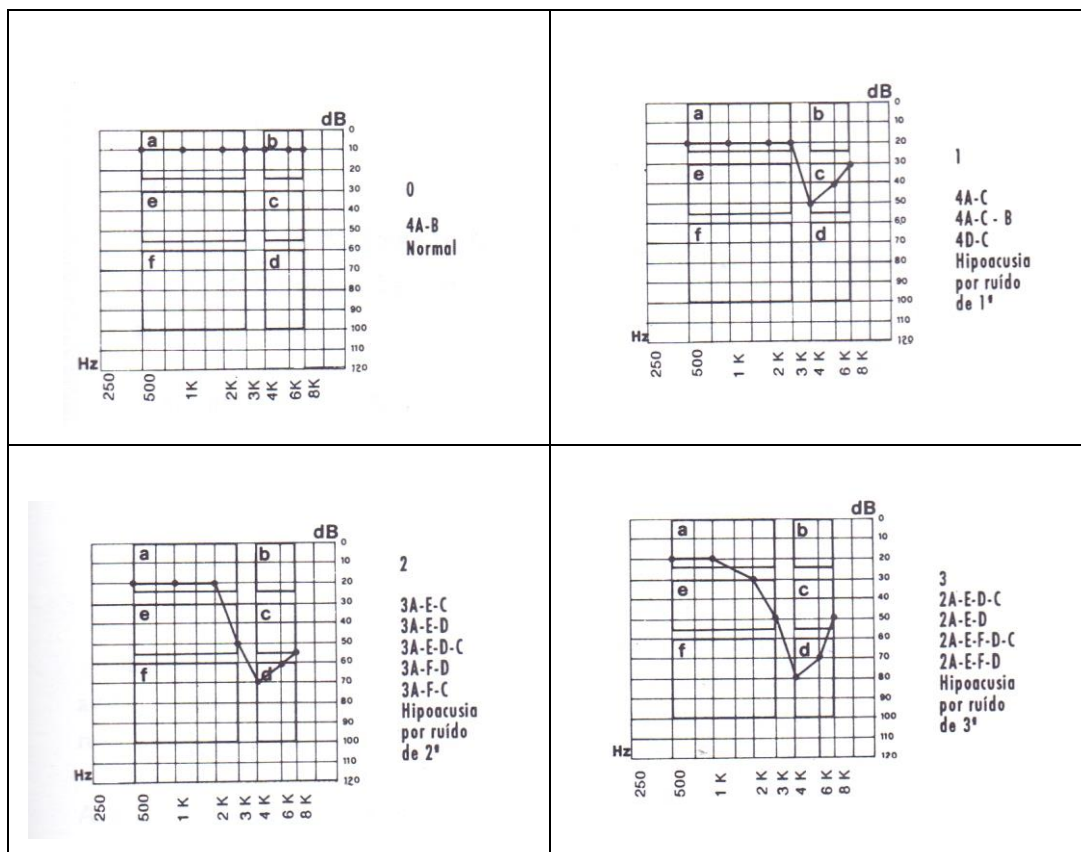 dB
a
b
e
c
f
d
0
10
20
30
40
50
60
70
80
90
100
110
120
Hz
250
500
1K
2K.
3K
4K
6K
8K
0
4A-B
Normal
dB
a
b
e
c
f
d
0
10
20
30
40
50
60
70
80
90
100
110
120
Hz
250
500
1 K
2 K
3 K
4 K
6 K
8 K
1
4A-C
4A-C - B
4D-C
Hipoacusia
por ruído
de 1º
dB
a
b
e
c
f
d
0
10
20
30
40
50
60
70
80
90
100
110
120
Hz
250
500
1 K
2 K
3 K
4 K
6 K
8 K
2
3A-E-C
3A-E-D
3A-E-D-C
3A-F-D
3A-F-C
Hipoacusia
por ruído
de 2º
dB
a
b
e
c
f
d
0
10
20
30
40
50
60
70
80
90
100
110
120
Hz
250
500
1 K
2 K
3 K
4 K
6 K
8 K
3
2A-E-D-C
2A-E-D
2A-E-F-D-C
2A-E-F-D
Hipoacusia
por ruído
de 3º